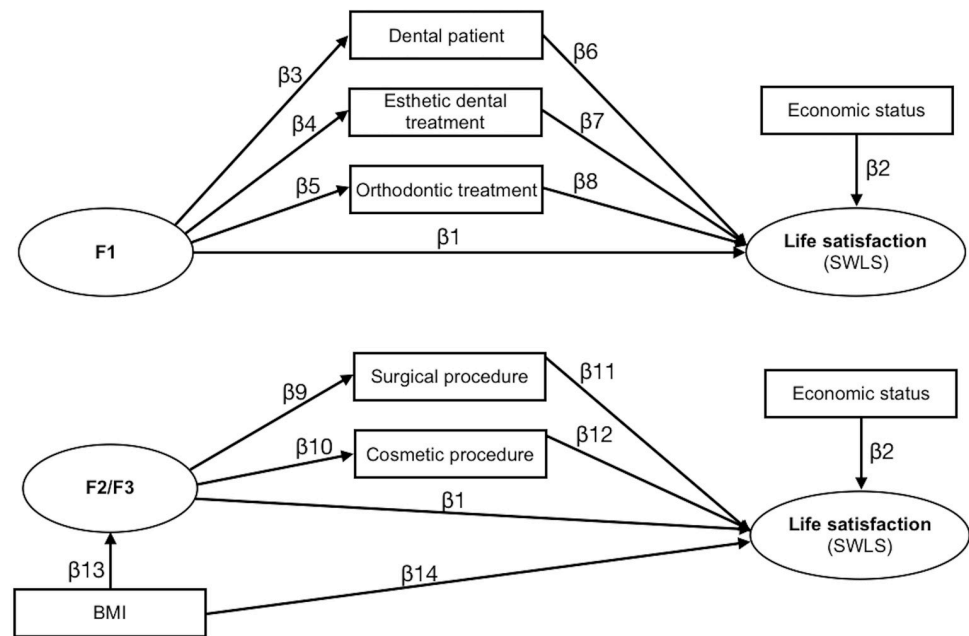 Dental patient
β3
β6
Esthetic dental
treatment
β4
β7
Economic status
β2
Orthodontic treatment
β5
β8
F1
β1
Life satisfaction
(SWLS)
Surgical procedure
β9
β11
Economic status
β10
Cosmetic procedure
β12
β2
F2/F3
β1
Life satisfaction
(SWLS)
β13
β14
BMI